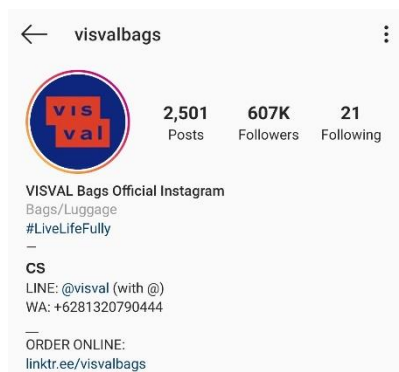 visvalbags
vis
val
2,501 607K 21
Posts Followers Following
VISVAL Bags Official Instagram
Bags/Luggage
#LiveLifeFully
—
CS
LINE: @visval (with @)
WA: +6281320790444
__
ORDER ONLINE:
linktr.ee/visvalbags